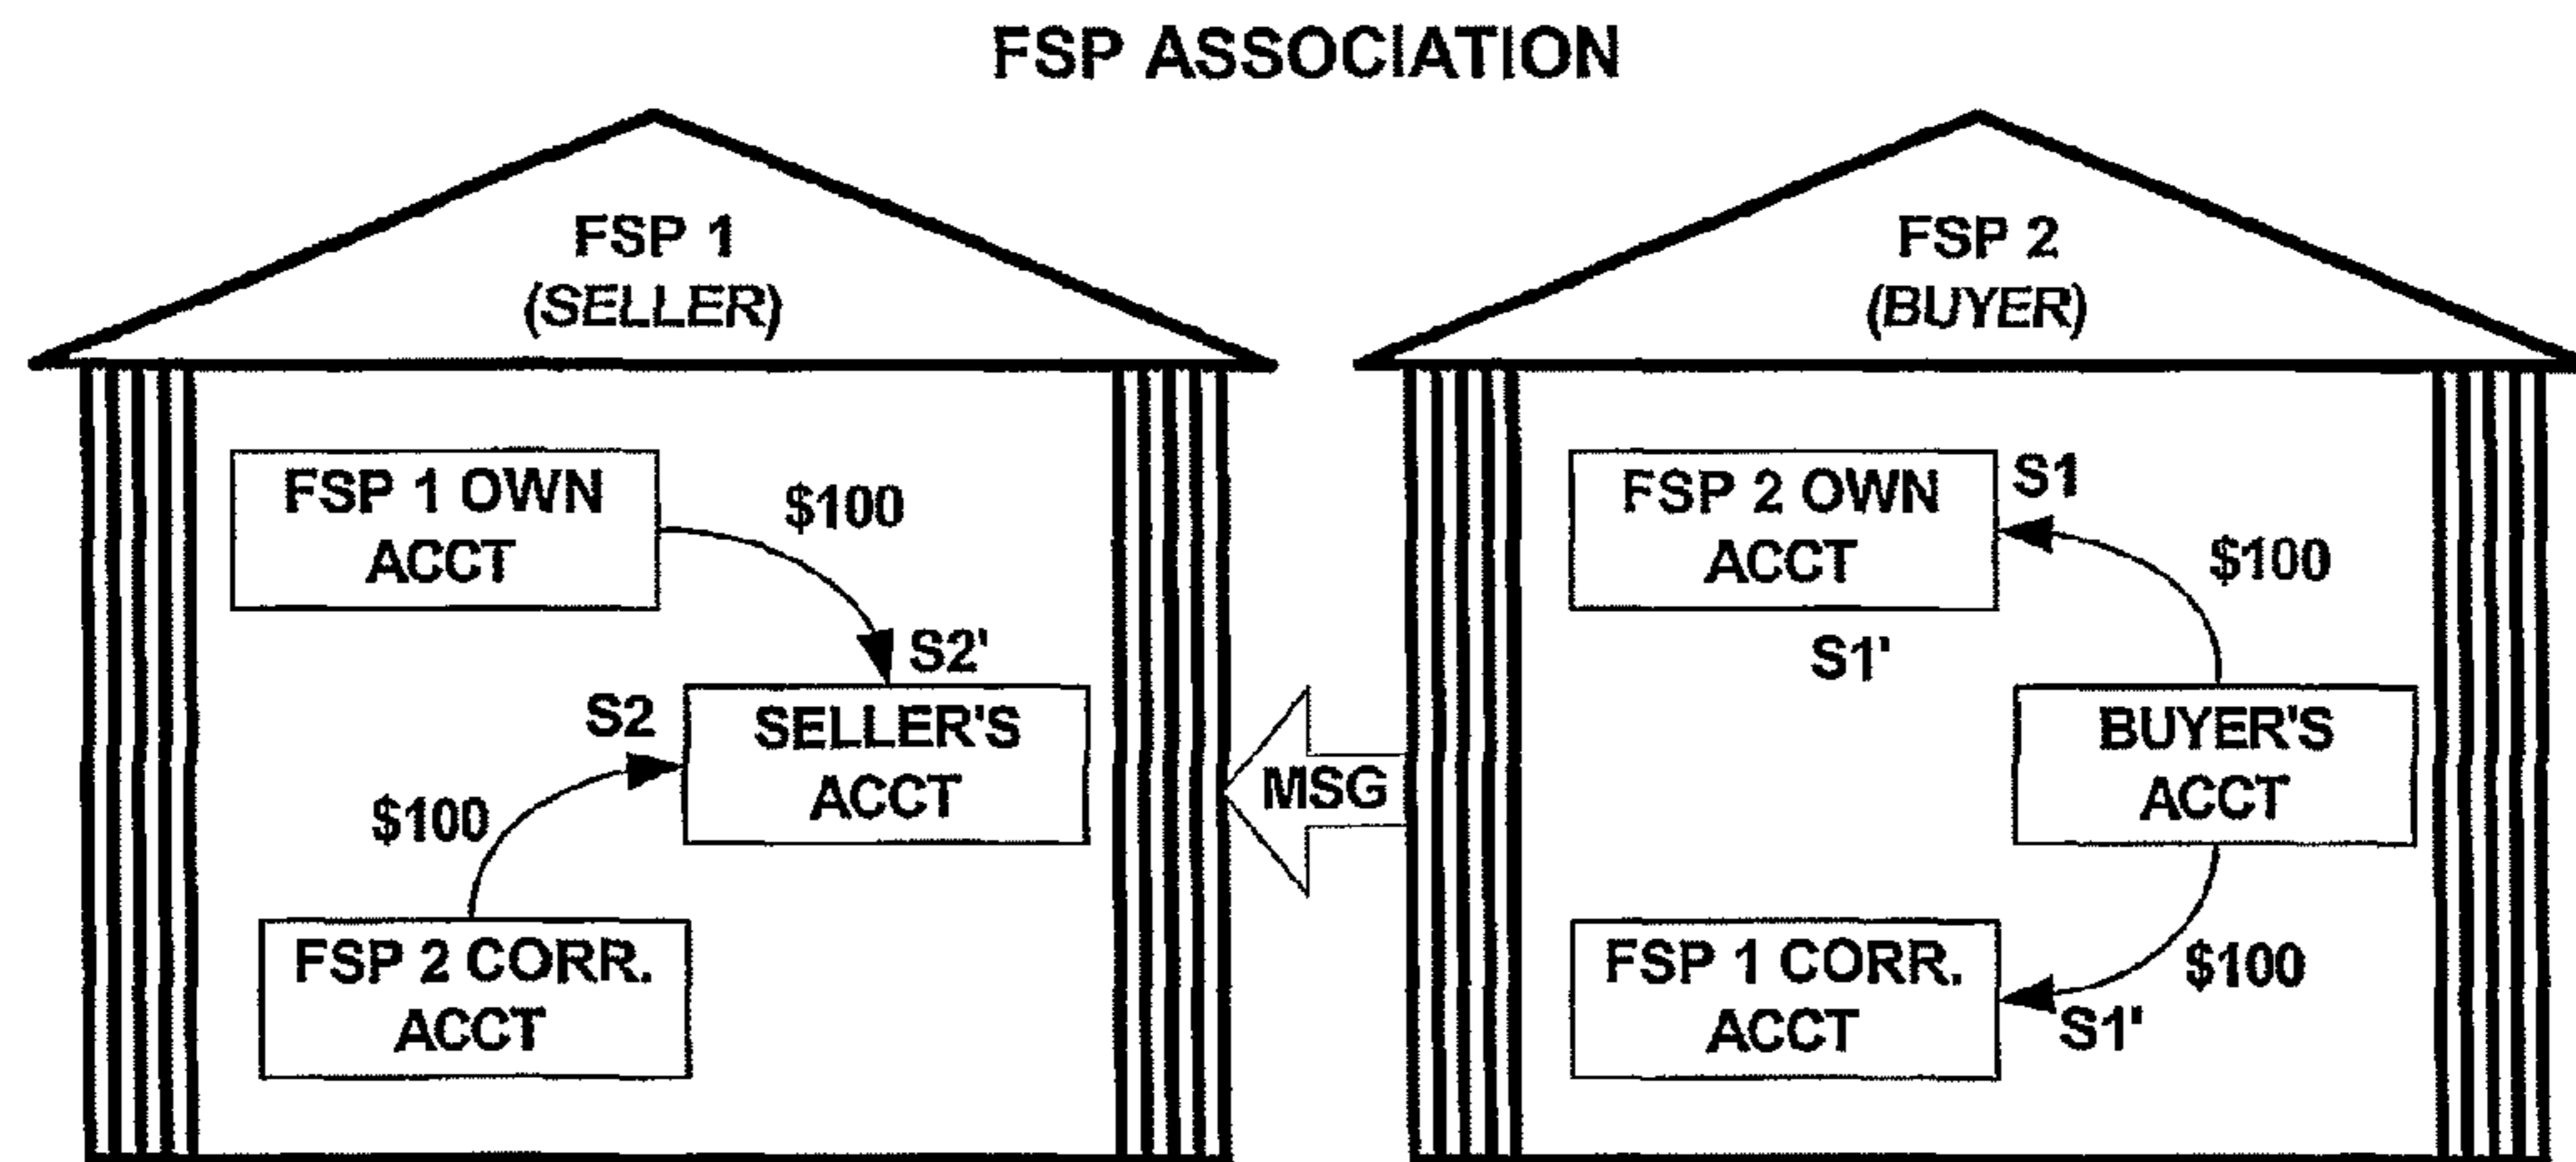 FSP ASSOCIATION
FSP 1
(SELLER)
FSP 1 OWN
ACCT
$100
S2'
S2
SELLER'S
ACCT
$100
FSP 2 CORR.
ACCT
MSG
FSP 2
(BUYER)
FSP 2 OWN
ACCT
S1
$100
S1'
BUYER'S
ACCT
FSP 1 CORR.
ACCT
$100
S1'